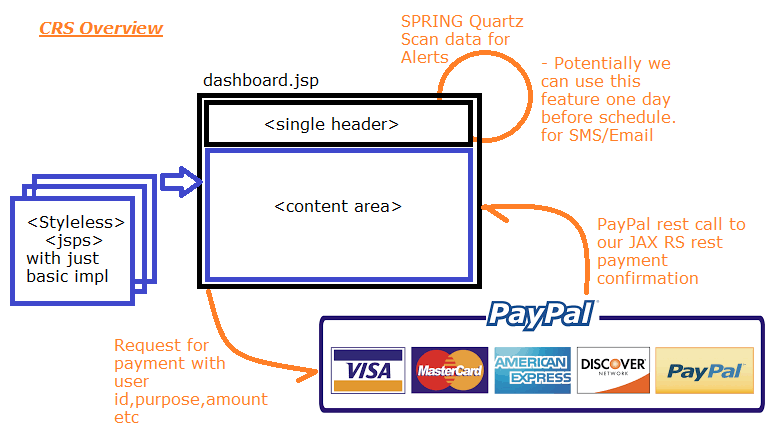 CRS Overview
SPRING Quartz
Scan data for
Alerts
- Potentially we
can use this
feature one day
before schedule.
for SMS/Email
dashboard.jsp
<single header>
<content area>
<Styleless>
<jsps>
with just
basic impl
PayPal rest call to
our JAX RS rest
payment
confirmation
Request for
payment with
user
id,purpose,amount
etc
PayPal
VISA
MasterCard
AMERICAN
EXPRESS
DISCOVER
NETWORK
PayPal